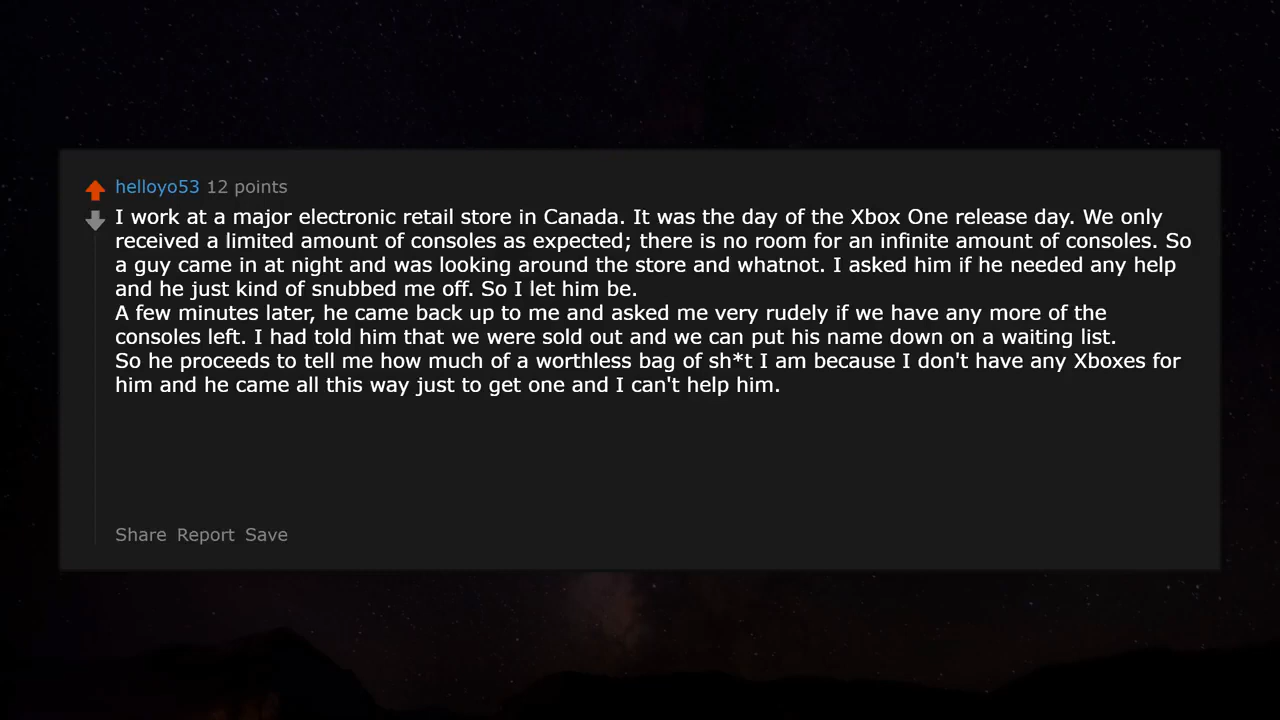 helloyo53 12 points
I work at a major electronic retail store in Canada. It was the day of the Xbox One release day. We only
received a limited amount of consoles as expected; there is no room for an infinite amount of consoles. So
a guy came in at night and was looking around the store and whatnot. I asked him if he needed any help
and he just kind of snubbed me off. So I let him be.
A few minutes later, he came back up to me and asked me very rudely if we have any more of the
consoles left. I had told him that we were sold out and we can put his name down on a waiting list.
So he proceeds to tell me how much of a worthless bag of sh*t I am because I don't have any Xboxes for
him and he came all this way just to get one and I can't help him.
Share Report Save